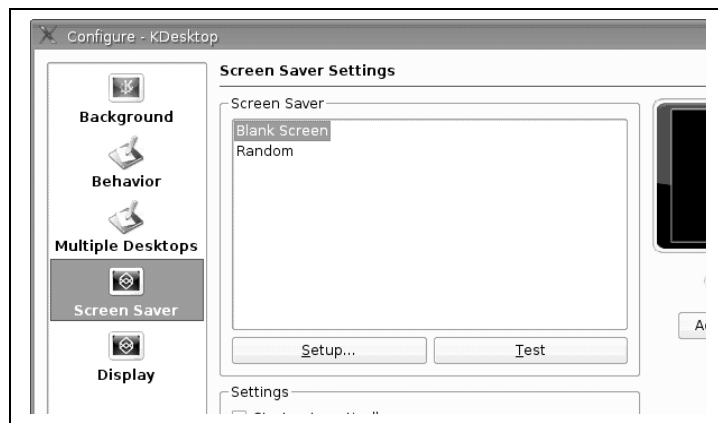 Configure - KDesktop
Background
Behavior
Multiple Desktops
Screen Saver
Display
Screen Saver Settings
Screen Saver
Blank Screen
Random
Setup...
Test
Settings